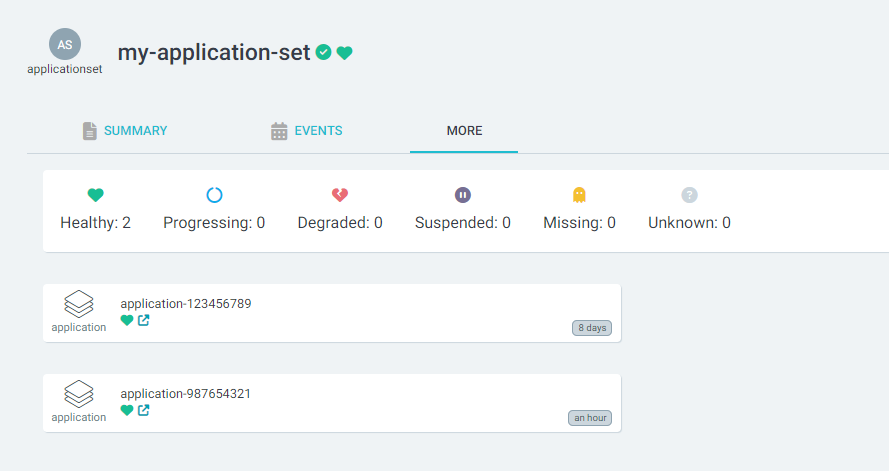 AS
applicationset
my-application-set
SUMMARY
EVENTS
MORE
Healthy: 2
Progressing: 0
Degraded: 0
Suspended: 0
Missing: 0
?
Unknown: 0
application-123456789
application
8 days
application-987654321
application
an hour